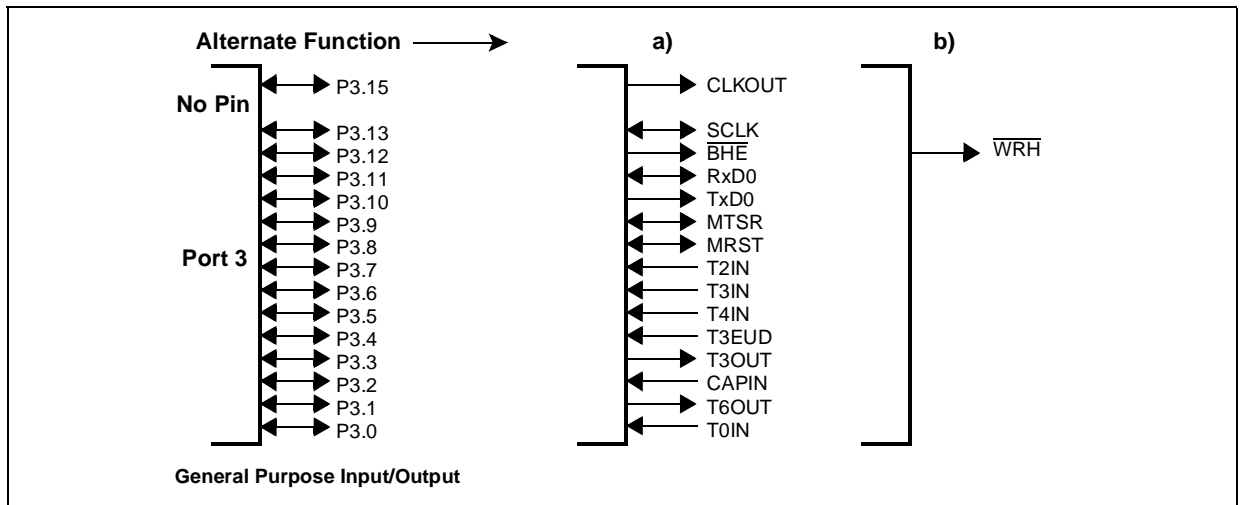 Alternate Function a) b)
No Pin
Port 3
P3.15 CLKOUT
P3.13 SCLK
P3.12 BHE WRH
P3.11 RxD0
P3.10 TxD0
P3.9 MTSR
P3.8 MRST
P3.7 T2IN
P3.6 T3IN
P3.5 T4IN
P3.4 T3EUD
P3.3 T3OUT
P3.2 CAPIN
P3.1 T6OUT
P3.0 T0IN
General Purpose Input/Output